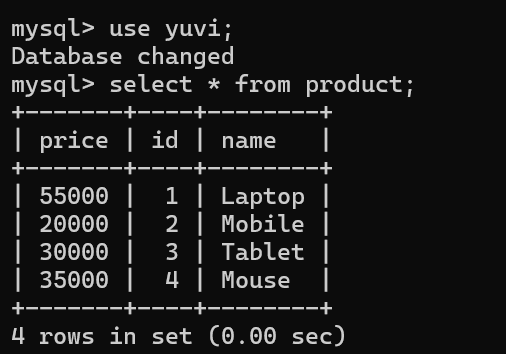 mysql> use yuvi;
Database changed
mysql> select * from product;
+-------+----+--------+
| price | id | name   |
+-------+----+--------+
| 55000 |  1 | Laptop |
| 20000 |  2 | Mobile |
| 30000 |  3 | Tablet |
| 35000 |  4 | Mouse  |
+-------+----+--------+
4 rows in set (0.00 sec)